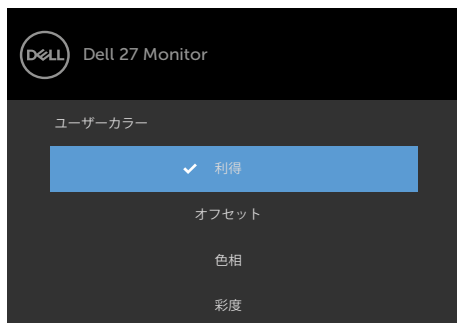 DELL
Dell 27 Monitor
ユーザーカラー
利得
オフセット
色相
彩度